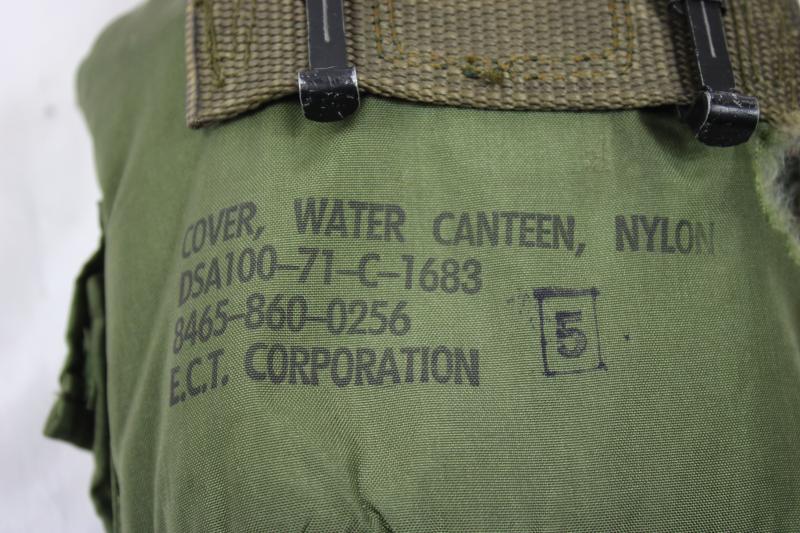 COVER, WATER CANTEEN, NYLON
DSA100-71-C-1683
8465-860-0256
E.C.T. CORPORATION
5